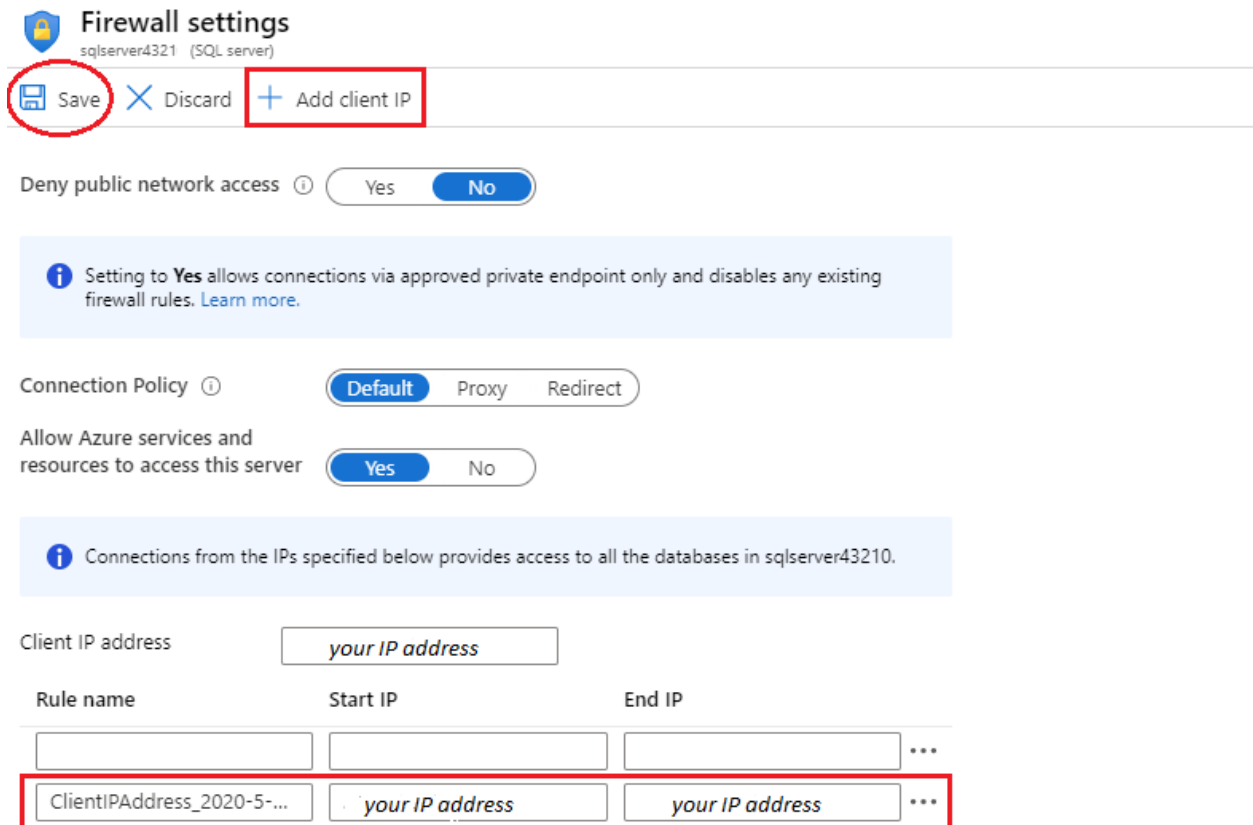 Firewall settings
sqlserver4321 (SQL server)
Save Discard Add client IP
Deny public network access Yes No
Setting to Yes allows connections via approved private endpoint only and disables any existing
firewall rules. Learn more.
Connection Policy Default Proxy Redirect
Allow Azure services and
resources to access this server Yes No
Connections from the IPs specified below provides access to all the databases in sqlserver43210.
Client IP address your IP address
Rule name Start IP End IP
ClientIPAddress_2020-5-... your IP address your IP address